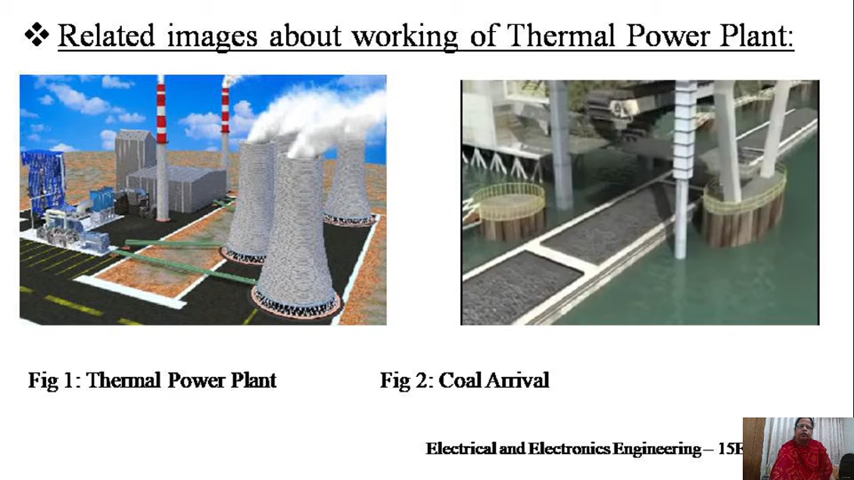 Related images about working of Thermal Power Plant:
Fig 1: Thermal Power Plant
Fig 2: Coal Arrival
Electrical and Electronics Engineering – 15E